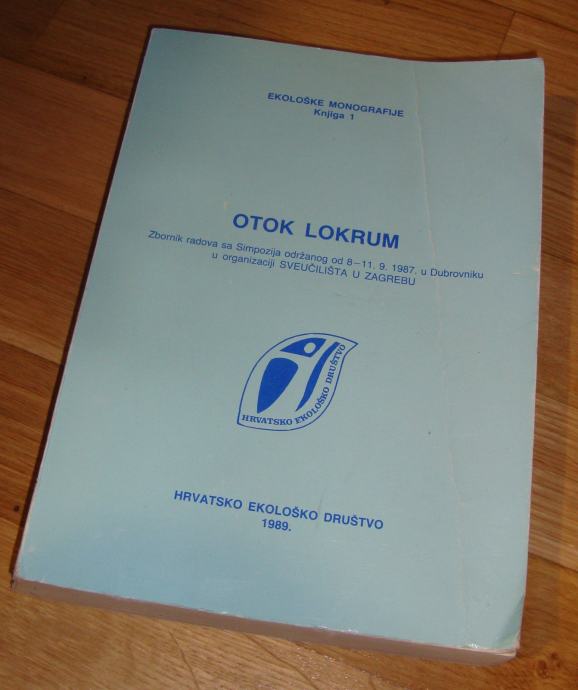 EKOLOŠKE MONOGRAFIJE
Knjiga 1
OTOK LOKRUM
Zbornik radova sa Simpozija održanog od 8–11. 9. 1987. u Dubrovniku
u organizaciji SVEUČILIŠTA U ZAGREBU
HRVATSKO EKOLOŠKO DRUŠTVO
HRVATSKO EKOLOŠKO DRUŠTVO
1989.